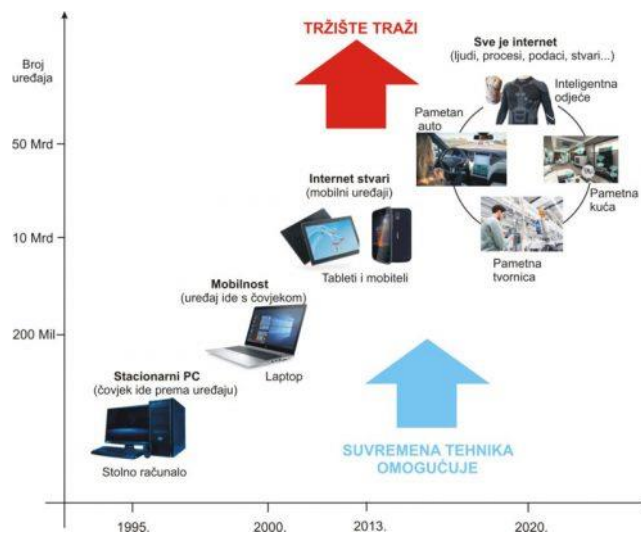 TRŽIŠTE TRAŽI
Sve je internet
(ljudi, procesi, podaci, stvari...)
Broj
uređaja
Inteligentna
odjeće
Pametan
auto
50 Mrd
Internet stvari
(mobilni uređaji)
Pametna
kuća
10 Mrd
Pametna
tvornica
Tableti i mobiteli
Mobilnost
(uređaj ide s čovjekom)
200 Mil
Laptop
Stacionarni PC
(čovjek ide prema uređaju)
Stolno računalo
SUVREMENA TEHNIKA
OMOGUĆUJE
1995.
2000.
2013.
2020.